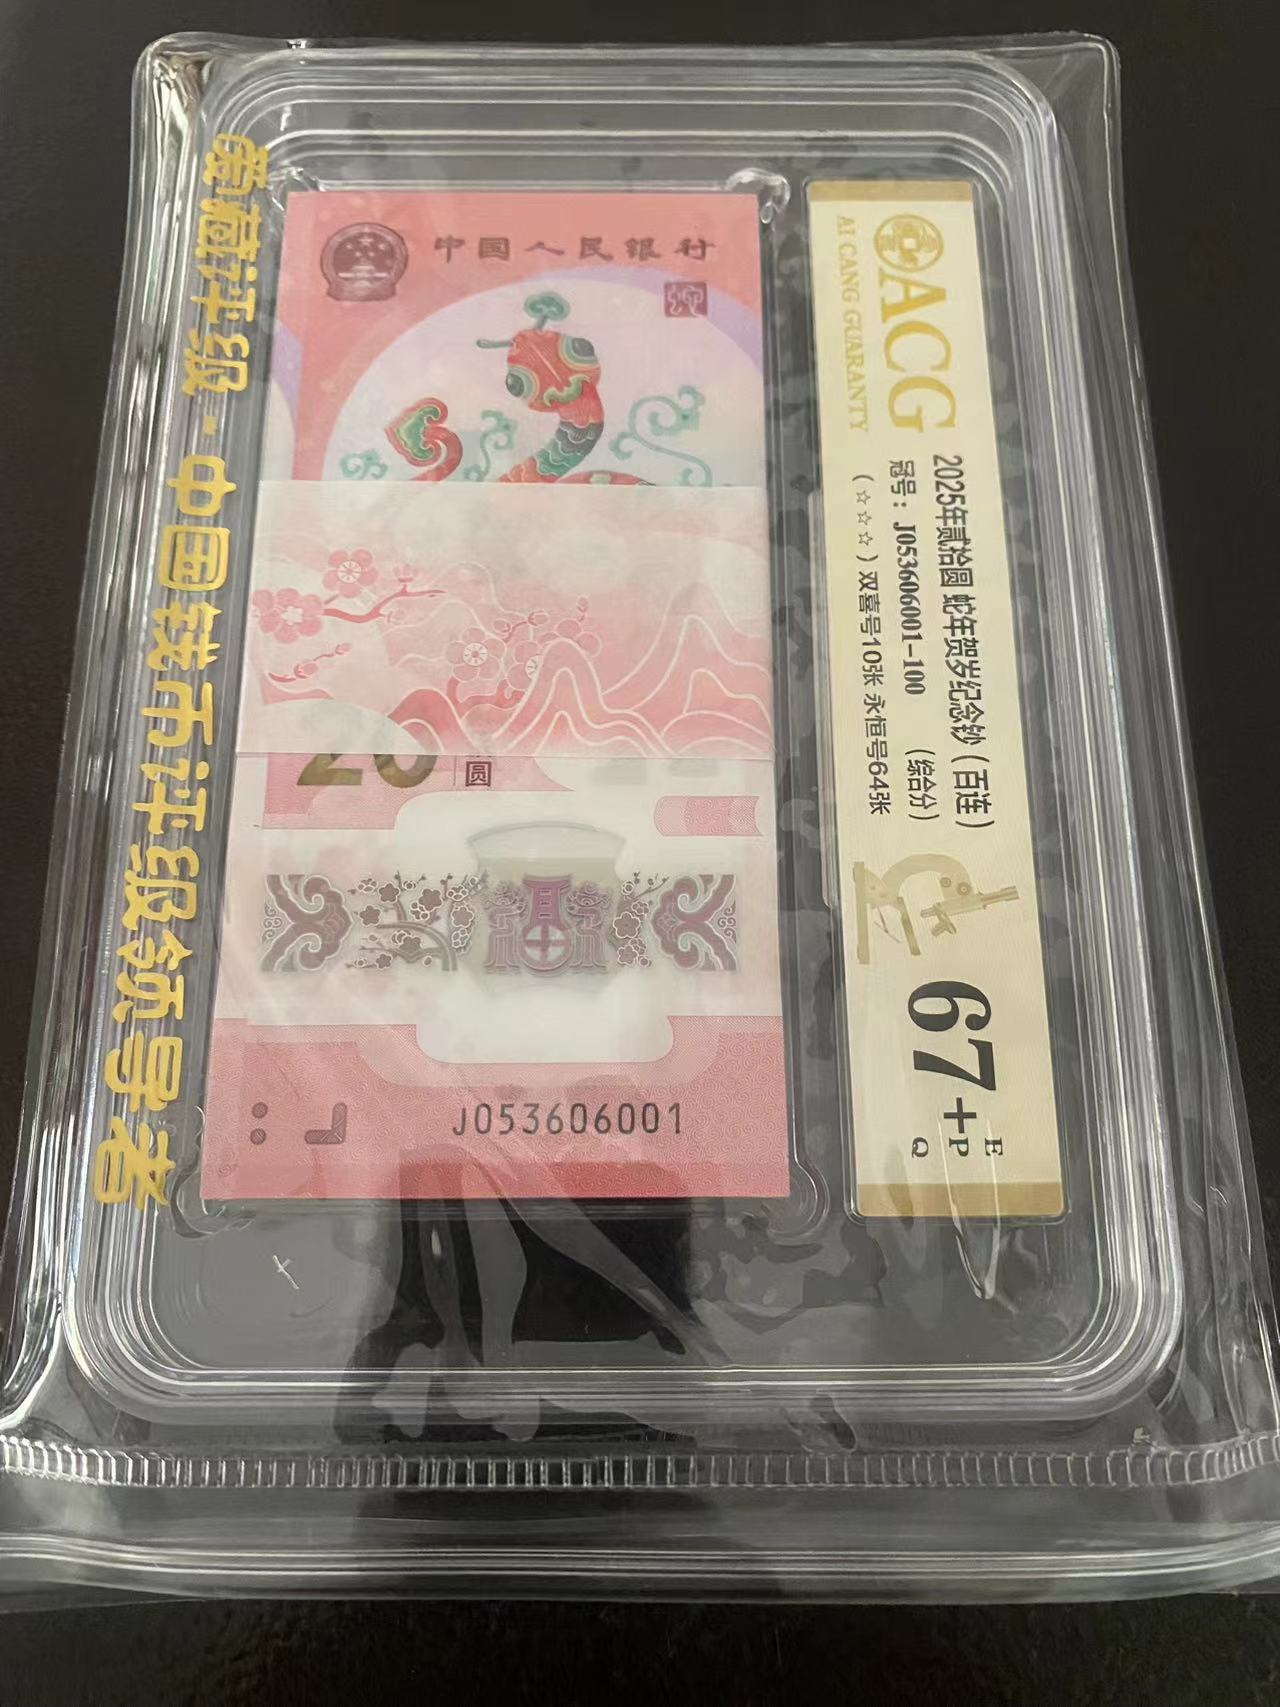 爱藏评级-中国钱币评级领导者
中国人民银行
蛇
20
圆
J053606001
ACG
AI CANG GUARANTY
2025年贰拾圆 蛇年贺岁纪念钞（百连）
冠号：J053606001-100 （综合分）
（☆☆☆）双喜号10张 永恒号64张
67+
E
P
Q